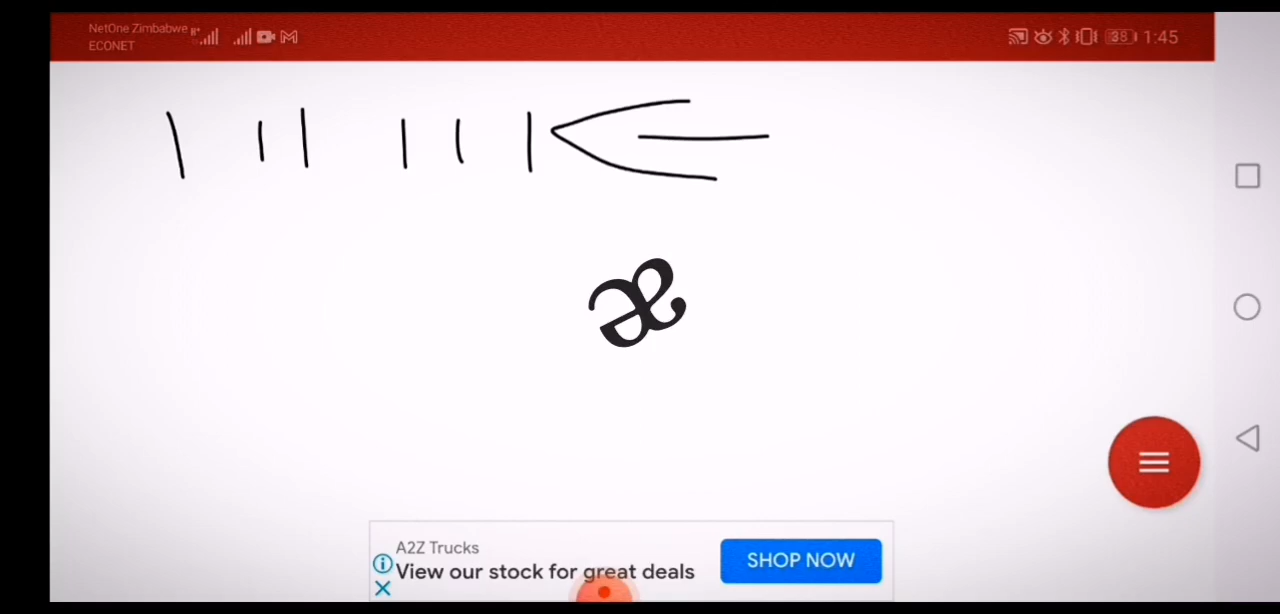 NetOne Zimbabwe
ECONET
38 1:45
æ
A2Z Trucks
View our stock for great deals
SHOP NOW